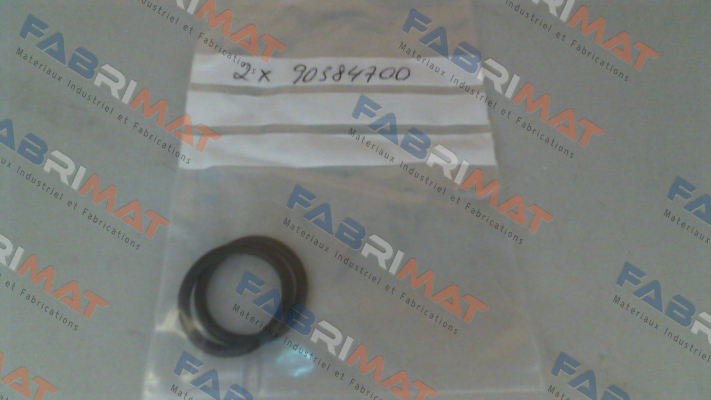 2x 90384700
FABRIMAT
Materiaux Industriel et Fabrications